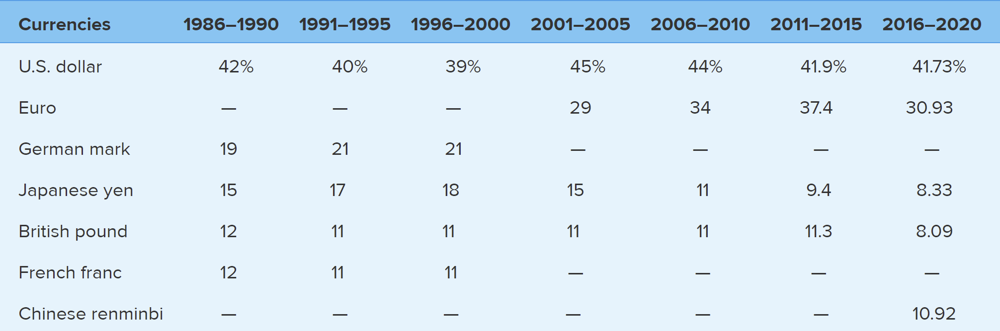 Currencies 1986–1990 1991–1995 1996–2000 2001–2005 2006–2010 2011–2015 2016–2020
U.S. dollar 42% 40% 39% 45% 44% 41.9% 41.73%
Euro — — — 29 34 37.4 30.93
German mark 19 21 21 — — — —
Japanese yen 15 17 18 15 11 9.4 8.33
British pound 12 11 11 11 11 11.3 8.09
French franc 12 11 11 — — — —
Chinese renminbi — — — — — — 10.92